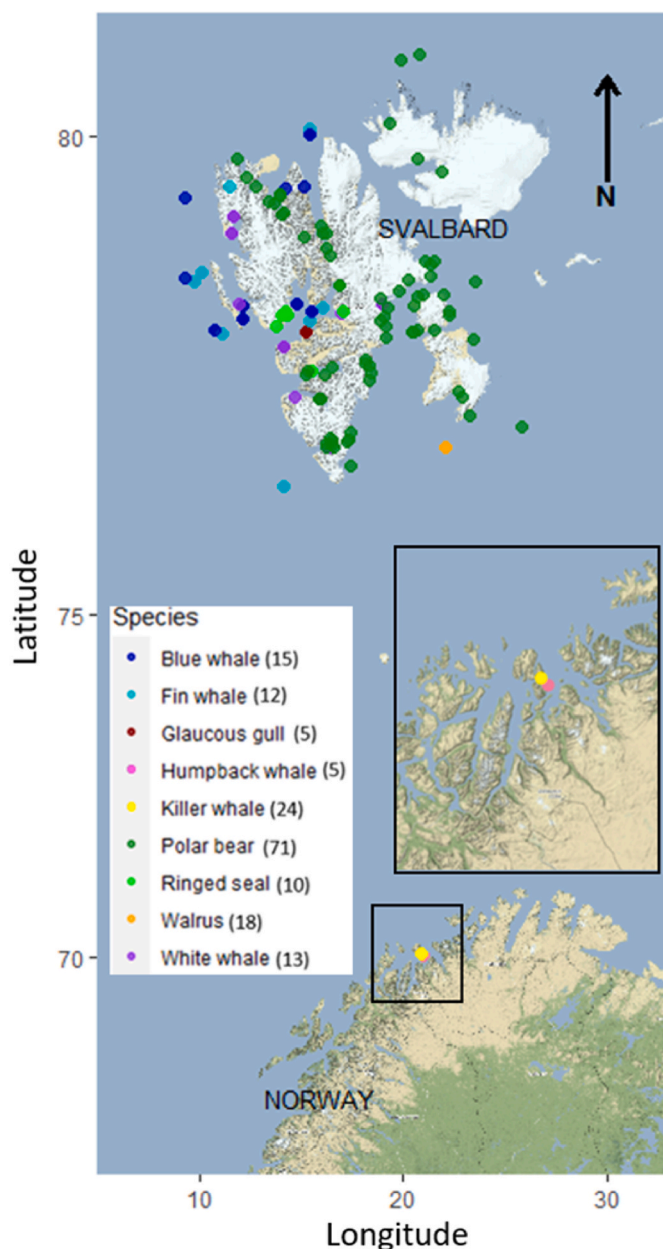 80
N
SVALBARD
Latitude
75
Species
Blue whale (15)
Fin whale (12)
Glaucous gull (5)
Humpback whale (5)
Killer whale (24)
Polar bear (71)
Ringed seal (10)
Walrus (18)
White whale (13)
70
NORWAY
10 20 30
Longitude